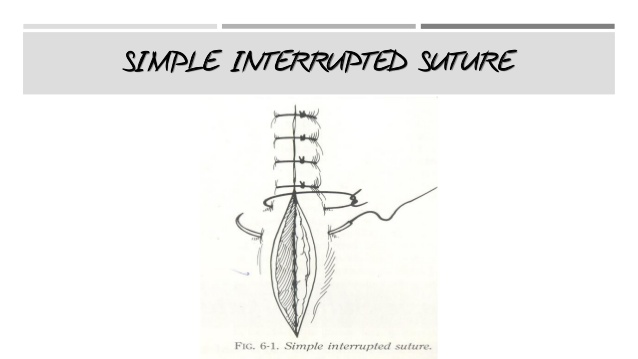 SIMPLE INTERRUPTED SUTURE
FIG. 6-1. Simple interrupted suture.